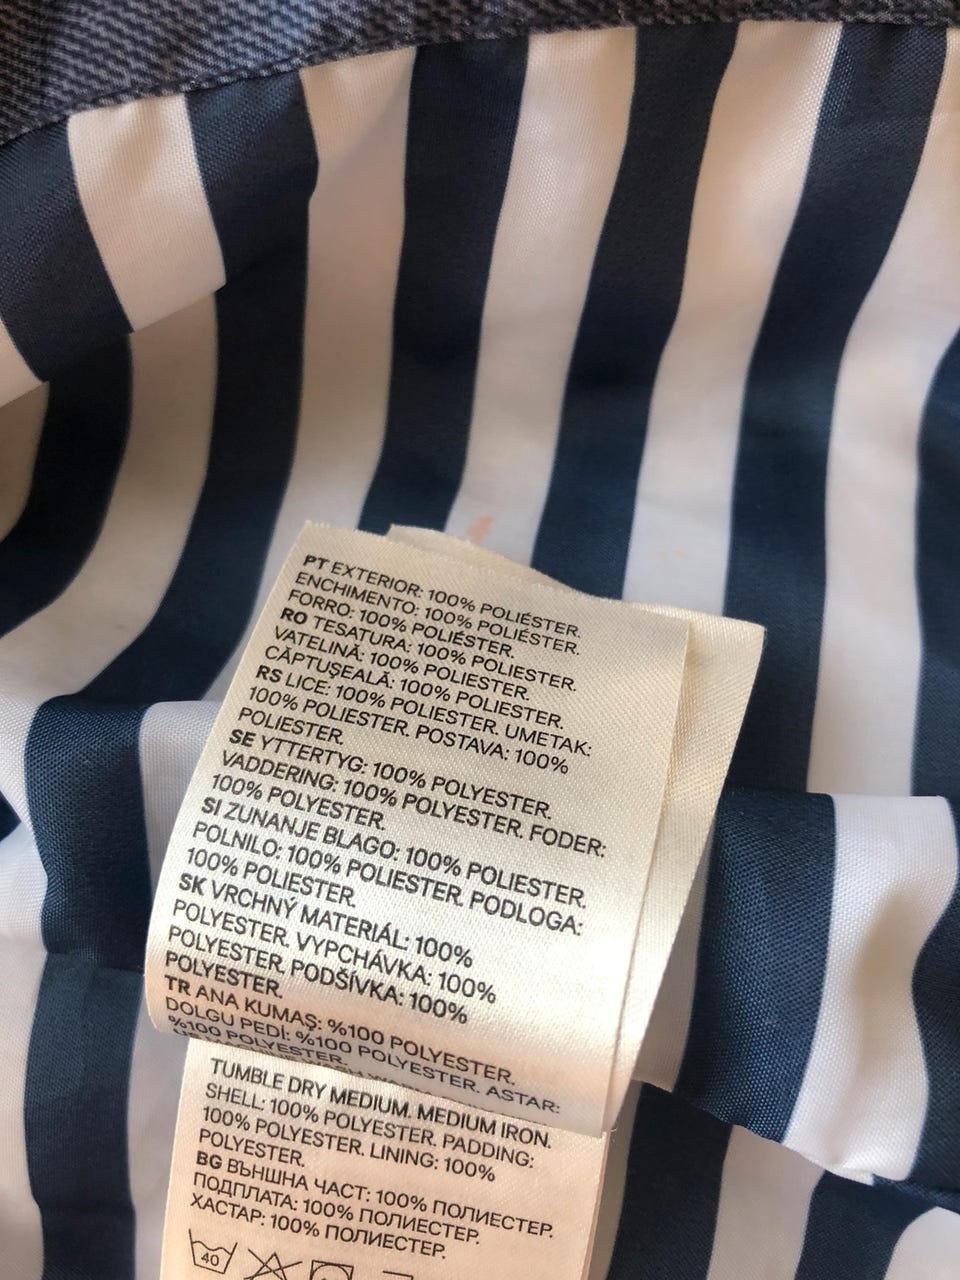 PT EXTERIOR: 100% POLIÉSTER.
ENCHIMENTO: 100% POLIÉSTER.
FORRO: 100% POLIÉSTER.
RO TESATURA: 100% POLIESTER.
VATELINĂ: 100% POLIESTER.
CĂPTUŞEALĂ: 100% POLIESTER.
RS LICE: 100% POLIESTER. UMETAK:
100% POLIESTER. POSTAVA: 100%
POLIESTER.
SE YTTERTYG: 100% POLYESTER.
VADDERING: 100% POLYESTER. FODER:
100% POLYESTER.
SI ZUNANJE BLAGO: 100% POLIESTER.
POLNILO: 100% POLIESTER. PODLOGA:
100% POLIESTER.
SK VRCHNÝ MATERIÁL: 100%
POLYESTER. VYPCHÁVKA: 100%
POLYESTER. PODŠÍVKA: 100%
POLYESTER.
TR ANA KUMAŞ: %100 POLYESTER.
DOLGU PEDİ: %100 POLYESTER. ASTAR:
%100 POLYESTER.
TUMBLE DRY MEDIUM. MEDIUM IRON.
SHELL: 100% POLYESTER. PADDING:
100% POLYESTER. LINING: 100%
POLYESTER.
BG ВЪНШНА ЧАСТ: 100% ПОЛИЕСТЕР.
ПОДПЛАТА: 100% ПОЛИЕСТЕР.
ХАСТАР: 100% ПОЛИЕСТЕР.
40